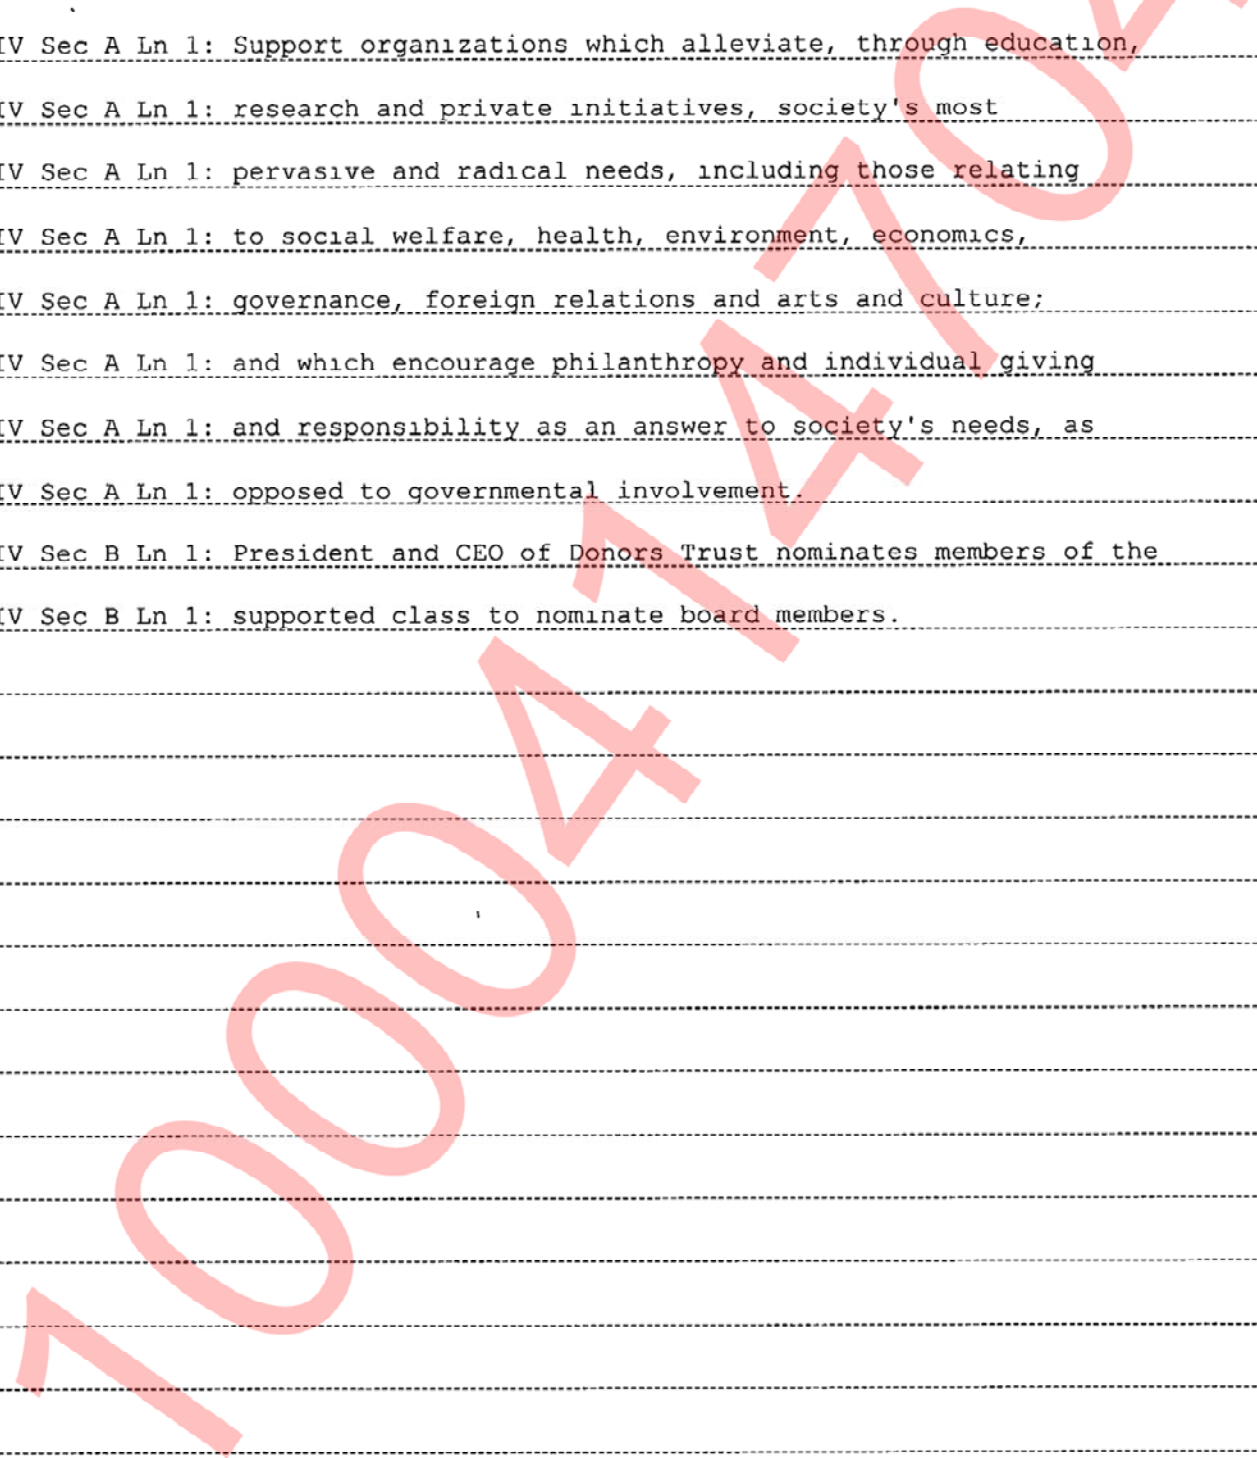 IV Sec A Ln 1: Support organizations which alleviate, through education,
IV Sec A Ln 1: research and private initiatives, society's most
IV Sec A Ln 1: pervasive and radical needs, including those relating
IV Sec A Ln 1: to social welfare, health, environment, economics,
IV Sec A Ln 1: governance, foreign relations and arts and culture;
IV Sec A Ln 1: and which encourage philanthropy and individual giving
IV Sec A Ln 1: and responsibility as an answer to society's needs, as
IV Sec A Ln 1: opposed to governmental involvement.
IV Sec B Ln 1: President and CEO of Donors Trust nominates members of the
IV Sec B Ln 1: supported class to nominate board members.
100041470